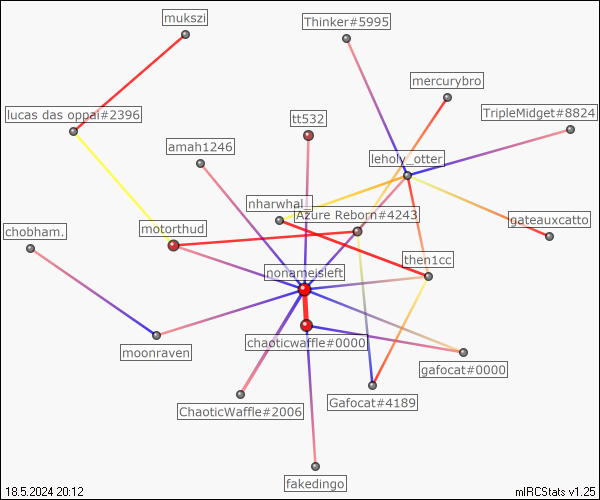 mukszi
Thinker#5995
mercurybro
lucas das oppai#2396
TripleMidget#8824
tt532
amah1246
leholy_otter
nharwhal_
Azure Reborn#4243
gateauxcatto
chobham.
motorthud
then1cc
nonameisleft
chaoticwaffle#0000
moonraven
gafocat#0000
ChaoticWaffle#2006
Gafocat#4189
fakedingo
18.5.2024 20:12
mIRCStats v1.25